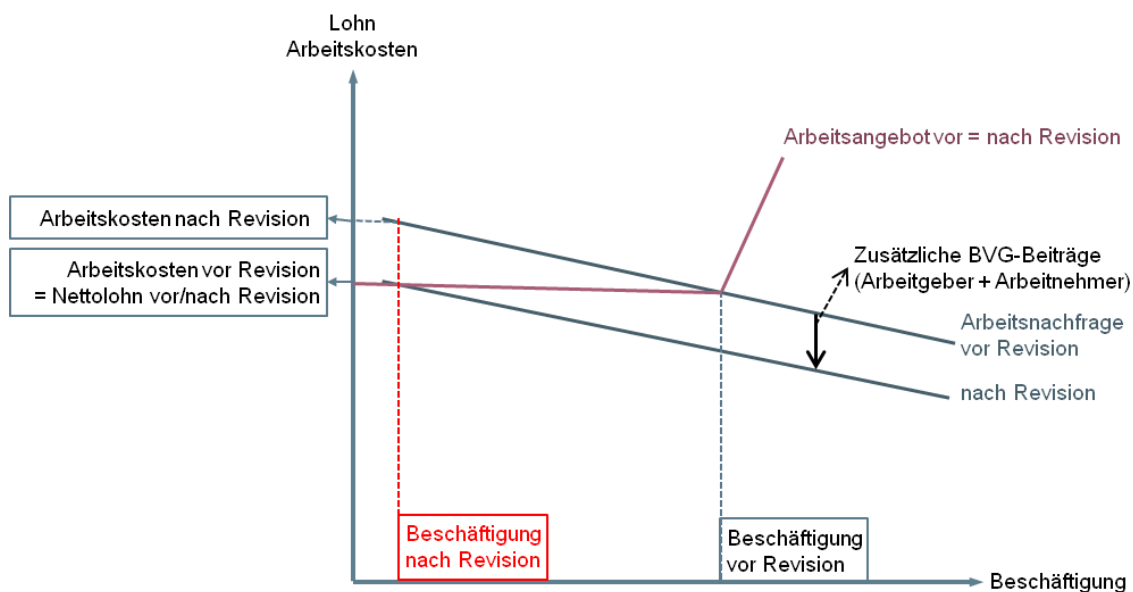 Lohn
Arbeitskosten
Arbeitsangebot vor = nach Revision
Arbeitskosten nach Revision
Arbeitskosten vor Revision
= Nettolohn vor/nach Revision
Zusätzliche BVG-Beiträge
(Arbeitgeber + Arbeitnehmer)
Arbeitsnachfrage
vor Revision
nach Revision
Beschäftigung
nach Revision
Beschäftigung
vor Revision
Beschäftigung